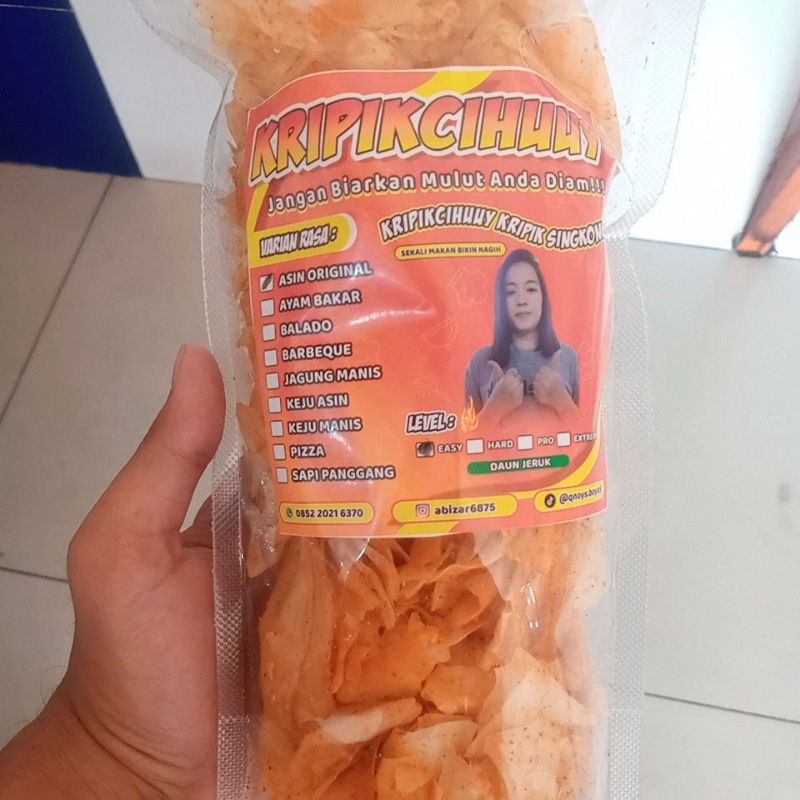 KRIPIKCIHUUY
Jangan Biarkan Mulut Anda Diam!!!
KRIPIKCIHUUY KRIPIK SINGKONG
SEKALI MAKAN BIKIN NAGIH
VARIAN RASA :
ASIN ORIGINAL
AYAM BAKAR
BALADO
BARBEQUE
JAGUNG MANIS
KEJU ASIN
KEJU MANIS
PIZZA
SAPI PANGGANG
LEVEL :
EASY HARD PRO EXTREM
DAUN JERUK
0852 2021 6370
abizar6875